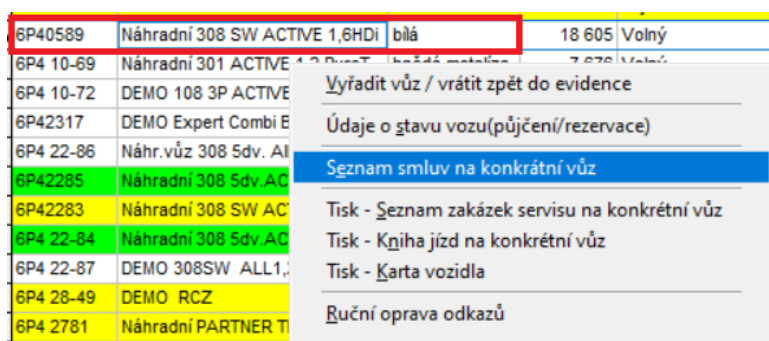 6P40589 Náhradní 308 SW ACTIVE 1,6HDi bílá 18 605 Volný
6P4 10-69 Náhradní 301 ACTIVE
6P4 10-72 DEMO 108 3P ACTIVE
6P42317 DEMO Expert Combi
6P4 22-86 Náhr.vůz 308 5dv.
6P42285 Náhradní 308 5dv.AC
6P42283 Náhradní 308 SW AC
6P4 22-84 Náhradní 308 5dv.AC
6P4 22-87 DEMO 308SW ALL1,
6P4 28-49 DEMO RCZ
6P4 2781 Náhradní PARTNER
Vyřadit vůz / vrátit zpět do evidence
Údaje o stavu vozu(půjčení/rezervace)
Seznam smluv na konkrátní vůz
Tisk - Seznam zakázek servisu na konkrétní vůz
Tisk - Kniha jízd na konkrétní vůz
Tisk - Karta vozidla
Ruční oprava odkazů